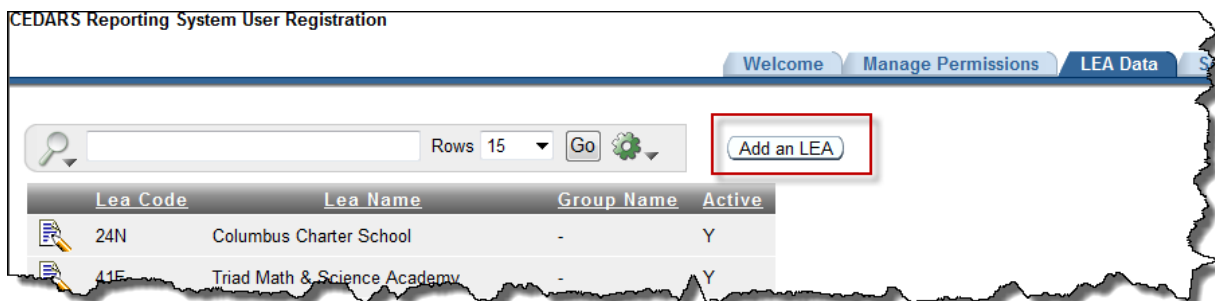 CEDARS Reporting System User Registration
Welcome Manage Permissions LEA Data
Rows 15 Go Add an LEA
Lea Code Lea Name Group Name Active
24N Columbus Charter School - Y
Triad Math & Science Academy - Y